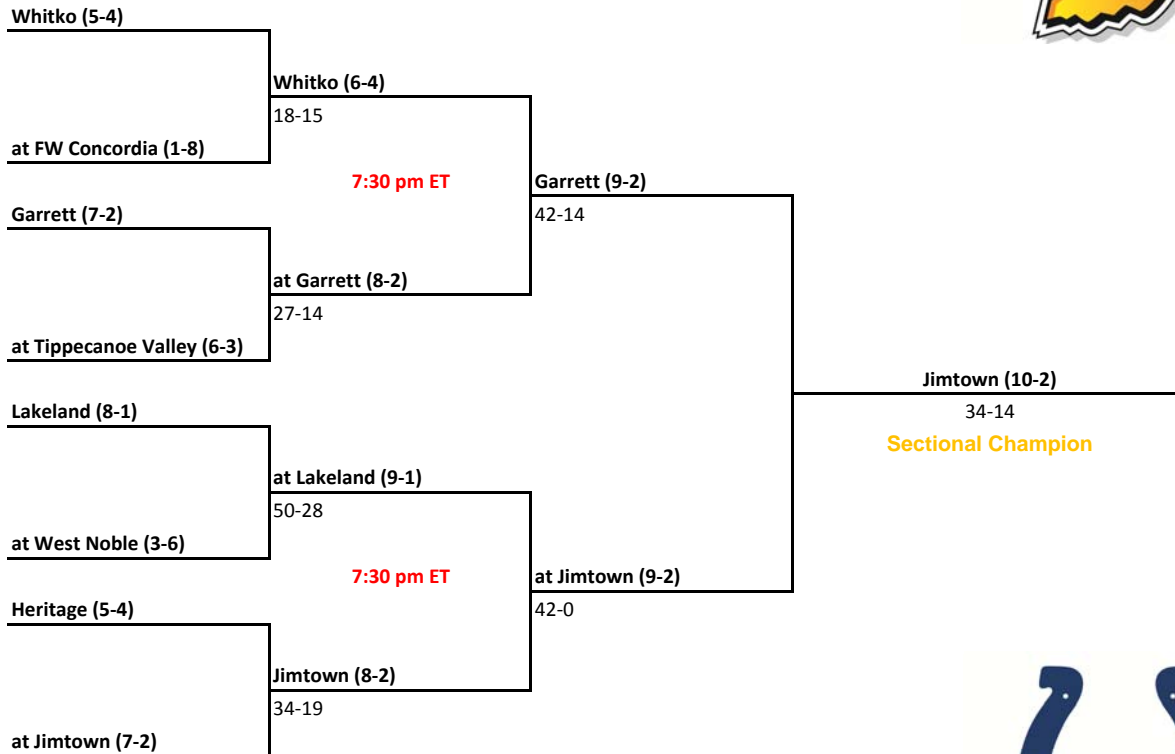 Whitko (5-4)
Whitko (6-4)
18-15
at FW Concordia (1-8)
7:30 pm ET
Garrett (9-2)
42-14
Garrett (7-2)
at Garrett (8-2)
27-14
at Tippecanoe Valley (6-3)
Jimtown (10-2)
34-14
Sectional Champion
Lakeland (8-1)
at Lakeland (9-1)
50-28
at West Noble (3-6)
7:30 pm ET
at Jimtown (9-2)
42-0
Heritage (5-4)
Jimtown (8-2)
34-19
at Jimtown (7-2)